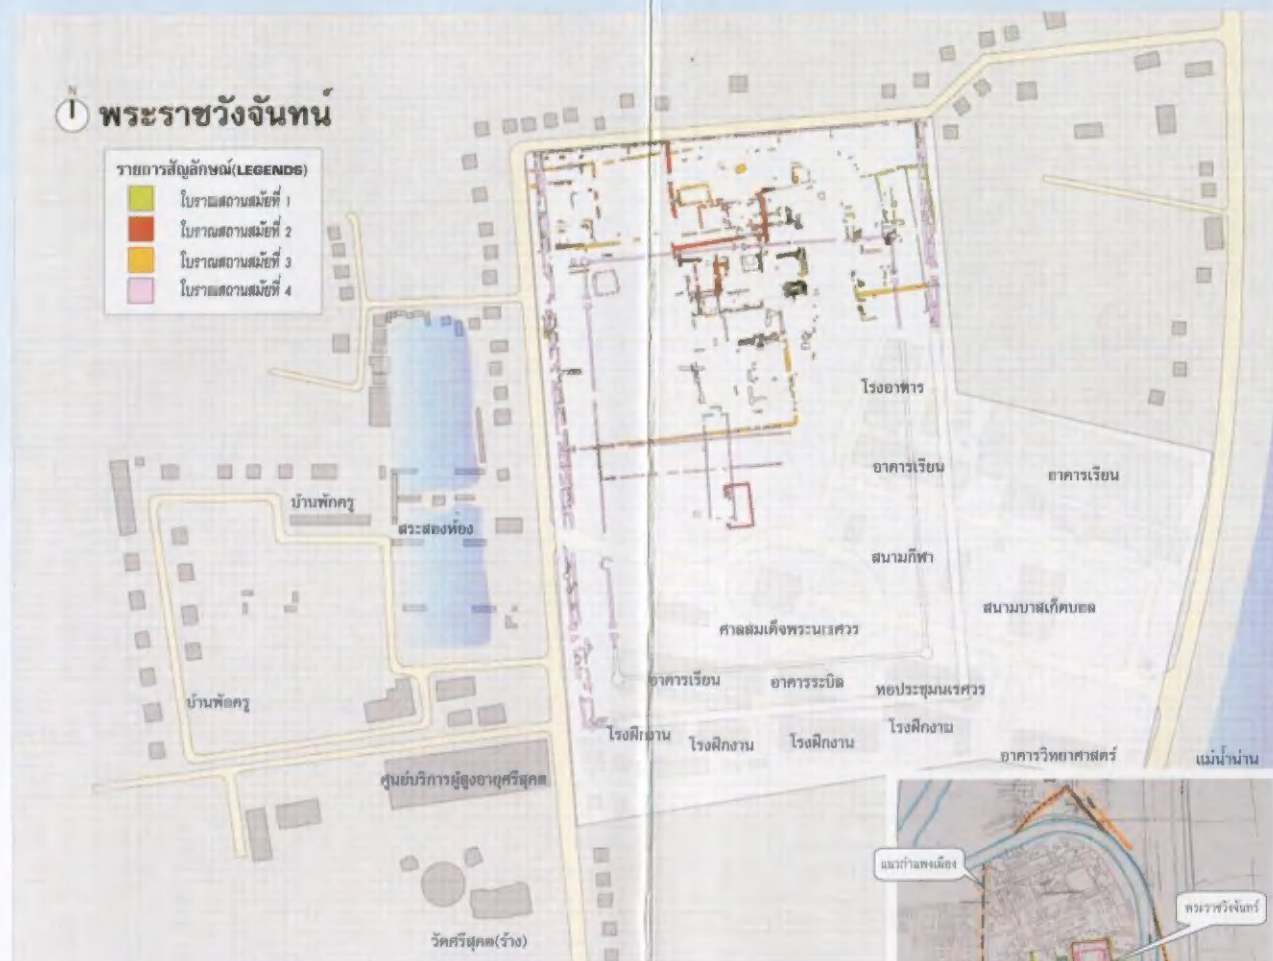 N
พระราชวังจันทน์
รายการสัญลักษณ์(LEGENDS)
โบราณสถานสมัยที่ 1
โบราณสถานสมัยที่ 2
โบราณสถานสมัยที่ 3
โบราณสถานสมัยที่ 4
โรงอาหาร
อาคารเรียน
อาคารเรียน
บ้านพักครู
สระสองห้อง
สนามกีฬา
สนามบาสเก็តบอล
ศาลสมเด็จพระนเรศวร
อาคารเรียน
อาคารระบิล
หอประชุมนเรศวร
บ้านพักครู
โรงฝึกงาน
โรงฝึกงาน
โรงฝึกงาน
โรงฝึกงาน
อาคารวิทยาศาสตร์
แม่น้ำน่าน
ศูนย์บริการผู้สูงอายุศรีสุคต
แนวกำแพงเมือง
พระราชวังจันทร์
วัดศรีสุคต(ร้าง)